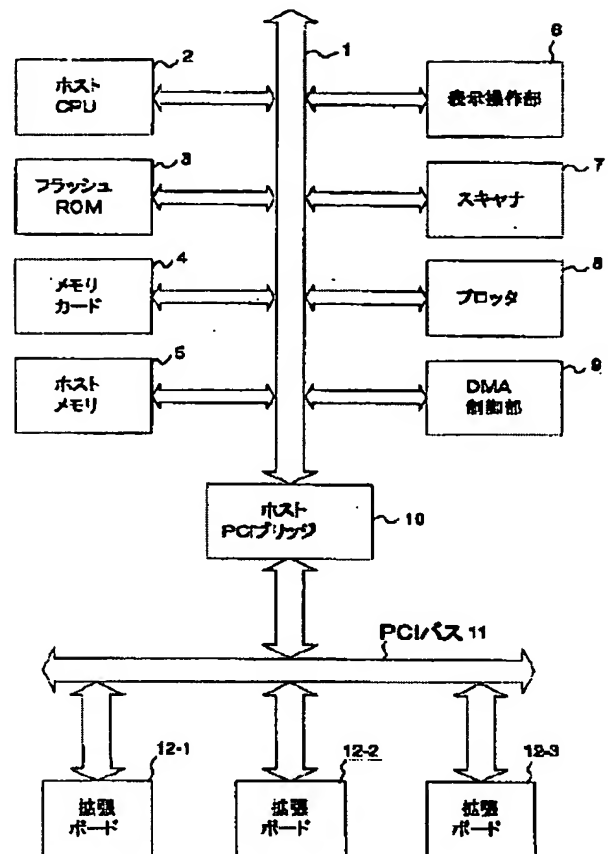 1
2
ホスト
CPU
6
表示操作部
3
フラッシュ
ROM
7
スキャナ
4
メモリ
カード
8
プロッタ
5
ホスト
メモリ
9
DMA
制御部
ホスト
PCIブリッジ
10
PCIバス 11
12-1
拡張
ボード
12-2
拡張
ボード
12-3
拡張
ボード